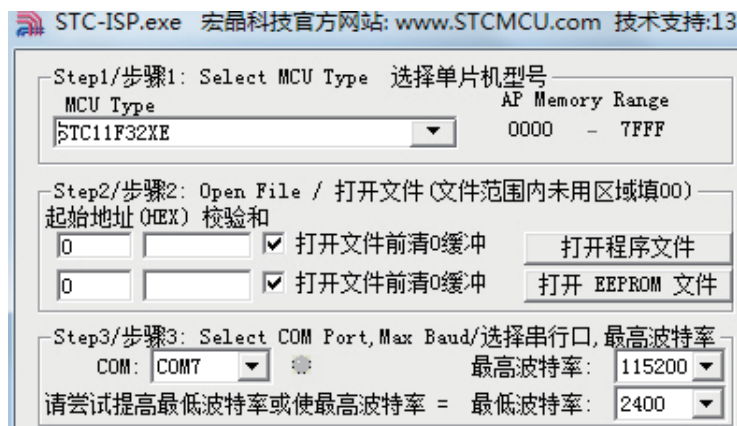 STC-ISP.exe 宏晶科技官方网站: www.STCMCU.com 技术支持:13
Step1/步骤1: Select MCU Type 选择单片机型号
MCU Type AP Memory Range
STC11F32XE 0000 - 7FFF
Step2/步骤2: Open File / 打开文件(文件范围内未用区域填00)
起始地址(HEX) 校验和
0 打开文件前清0缓冲 打开程序文件
0 打开文件前清0缓冲 打开 EEPROM 文件
Step3/步骤3: Select COM Port,Max Baud/选择串行口,最高波特率
COM: COM7 最高波特率: 115200
请尝试提高最低波特率或使最高波特率 = 最低波特率: 2400